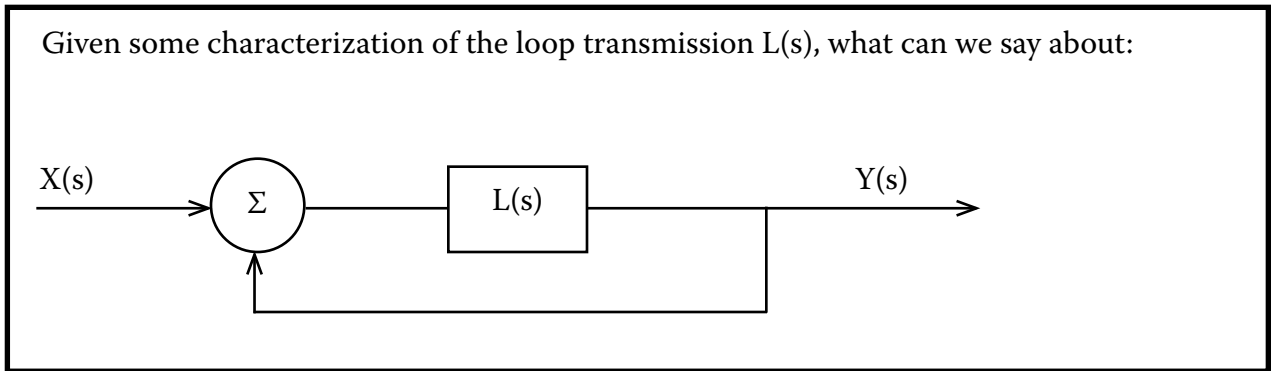 Given some characterization of the loop transmission L(s), what can we say about:
X(s)
Σ
L(s)
Y(s)